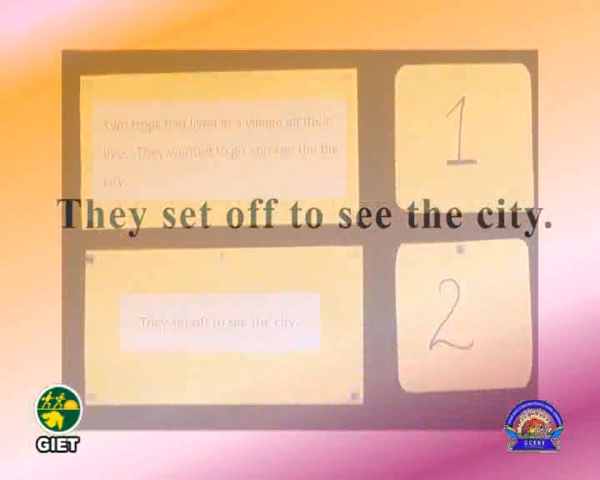 Two frogs had lived in a village all their
lives. They wanted to go and see the big
city.
1
They set off to see the city.
They set off to see the city.
2
GIET
GCERT